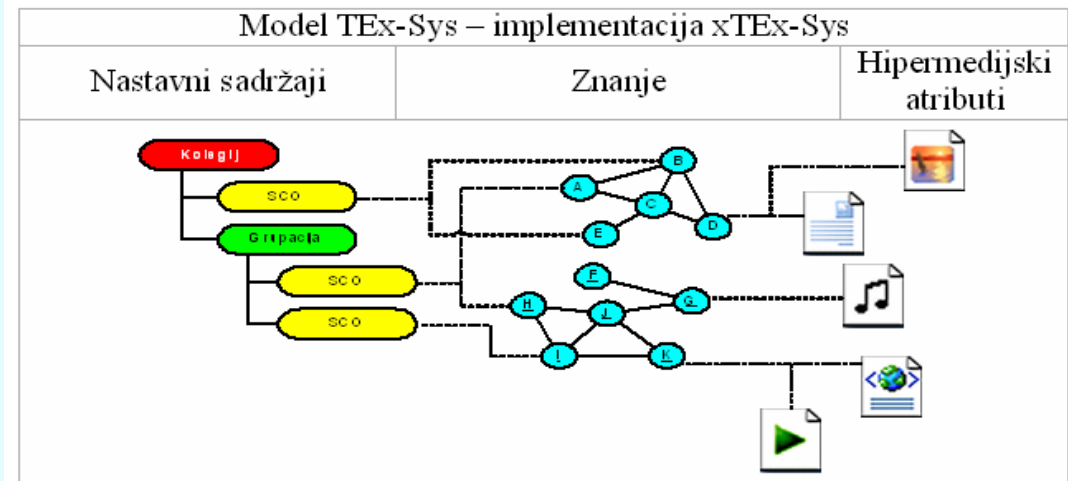 Model TEx-Sys – implementacija xTEx-Sys
Nastavni sadržaji
Znanje
Hipermedijski
atributi
Kolegij
SCO
Grupacija
SCO
SCO
B
A
C
D
E
F
G
H
J
I
K